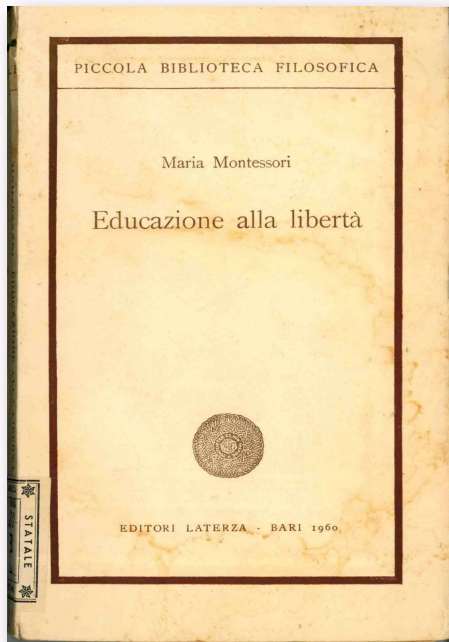 PICCOLA BIBLIOTECA FILOSOFICA
Maria Montessori
Educazione alla libertà
EDITORI LATERZA - BARI 1960
STATALE